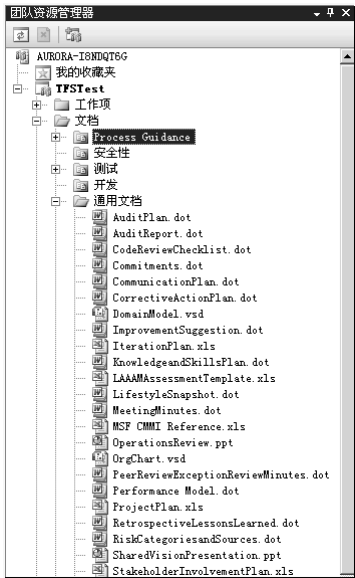 团队资源管理器
AURORA-I8NDQT6G
我的收藏夹
TFSTest
工作项
文档
Process Guidance
安全性
测试
开发
通用文档
AuditPlan.dot
AuditReport.dot
CodeReviewChecklist.dot
Commitments.dot
CommunicationPlan.dot
CorrectiveActionPlan.dot
DomainModel.vsd
ImprovementSuggestion.dot
IterationPlan.xls
KnowledgeandSkillsPlan.dot
LAAAMAssessmentTemplate.xls
LifestyleSnapshot.dot
MeetingMinutes.dot
MSF CMMI Reference.xls
OperationsReview.ppt
OrgChart.vsd
PeerReviewExceptionReviewMinutes.dot
Performance Model.dot
ProjectPlan.xls
RetrospectiveLessonsLearned.dot
RiskCategoriesandSources.dot
SharedVisionPresentation.ppt
StakeholderInvolvementPlan.xls